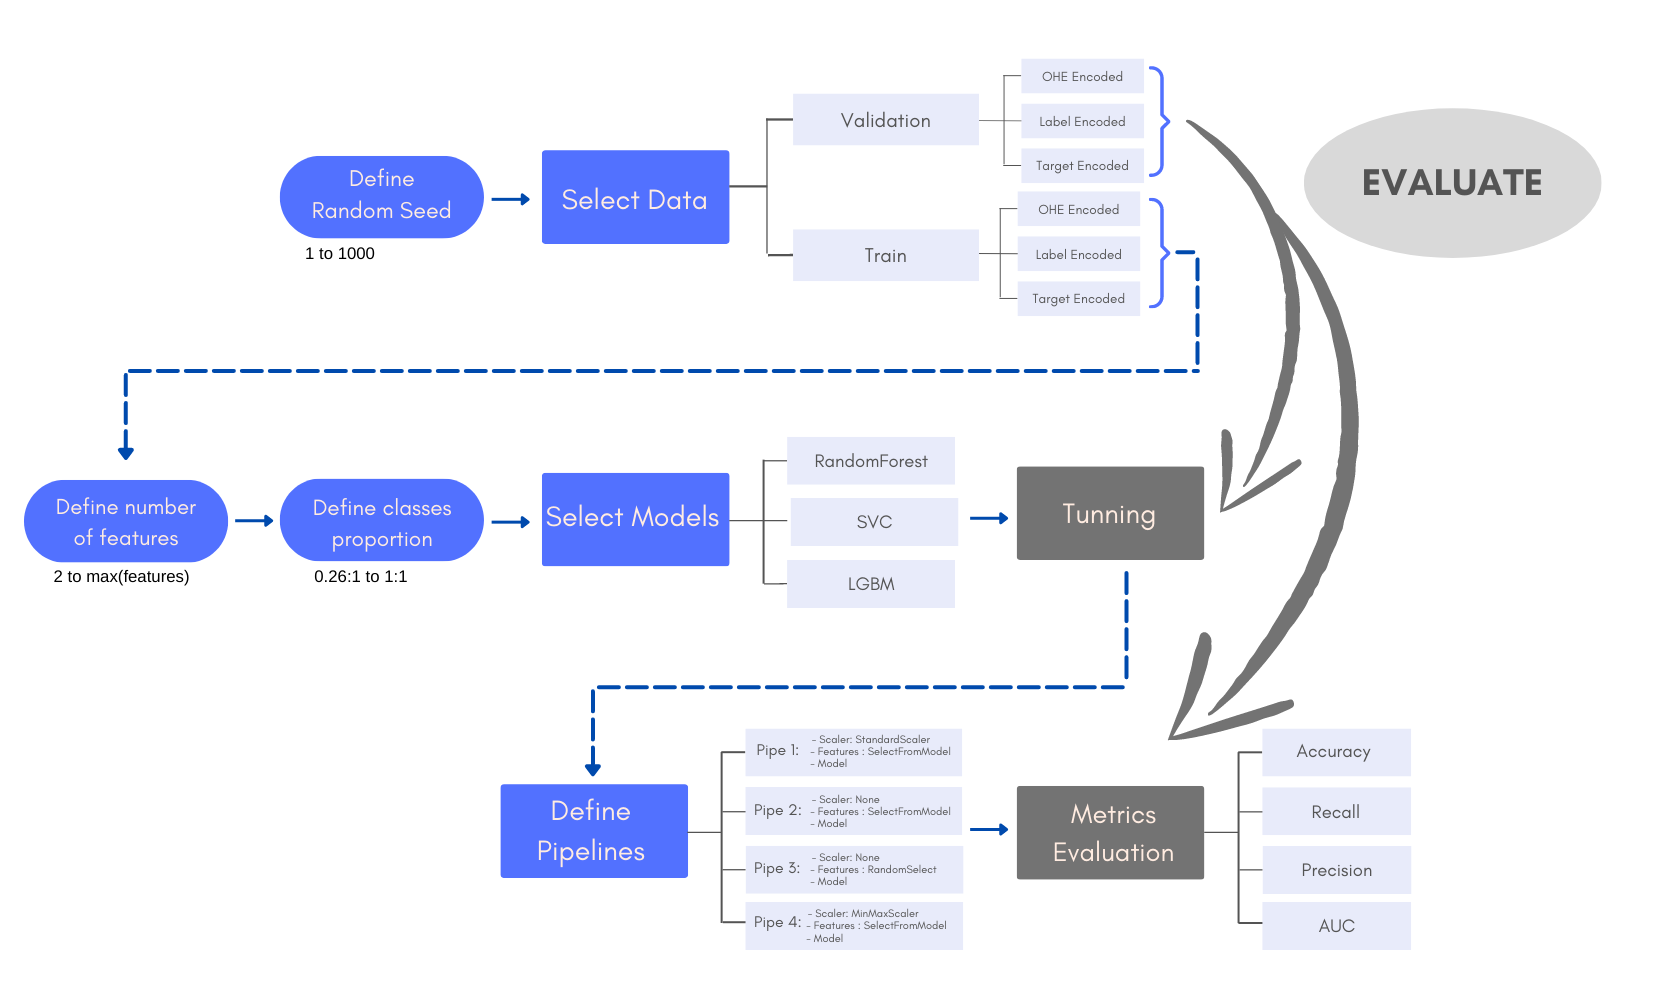 Define
Random Seed
1 to 1000
Select Data
Validation
OHE Encoded
Label Encoded
Target Encoded
Train
OHE Encoded
Label Encoded
Target Encoded
EVALUATE
Define number
of features
2 to max(features)
Define classes
proportion
0.26:1 to 1:1
Select Models
RandomForest
SVC
LGBM
Tunning
Define
Pipelines
Pipe 1:
- Scaler: StandardScaler
- Features : SelectFromModel
- Model
Pipe 2:
- Scaler: None
- Features : SelectFromModel
- Model
Pipe 3:
- Scaler: None
- Features : RandomSelect
- Model
Pipe 4:
- Scaler: MinMaxScaler
- Features : SelectFromModel
- Model
Metrics
Evaluation
Accuracy
Recall
Precision
AUC